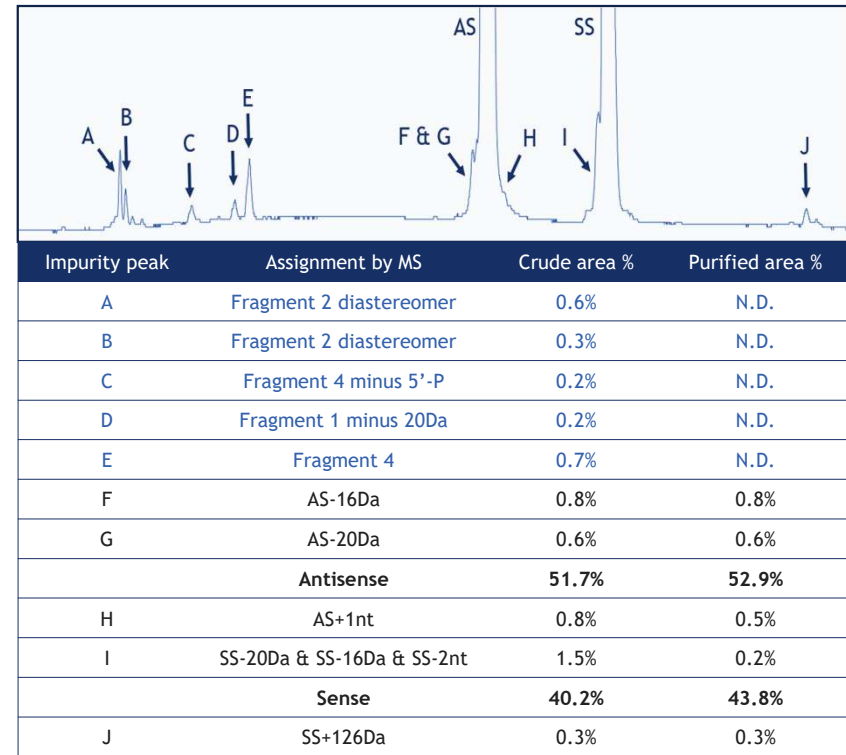 AS SS
E
B
A C D F & G H I J
Impurity peak Assignment by MS Crude area % Purified area %
A Fragment 2 diastereomer 0.6% N.D.
B Fragment 2 diastereomer 0.3% N.D.
C Fragment 4 minus 5’-P 0.2% N.D.
D Fragment 1 minus 20Da 0.2% N.D.
E Fragment 4 0.7% N.D.
F AS-16Da 0.8% 0.8%
G AS-20Da 0.6% 0.6%
Antisense 51.7% 52.9%
H AS+1nt 0.8% 0.5%
I SS-20Da & SS-16Da & SS-2nt 1.5% 0.2%
Sense 40.2% 43.8%
J SS+126Da 0.3% 0.3%